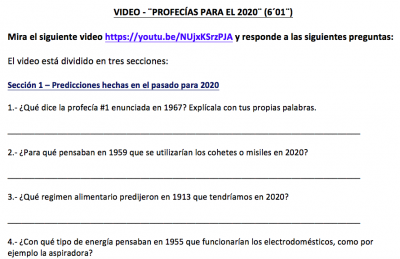 VIDEO - ¨PROFECÍAS PARA EL 2020¨ (6´01¨)
Mira el siguiente video https://youtu.be/NUjxKSrzPJA y responde a las siguientes preguntas:
El video está dividido en tres secciones:
Sección 1 – Predicciones hechas en el pasado para 2020
1.- ¿Qué dice la profecía #1 enunciada en 1967? Explícala con tus propias palabras.
2.- ¿Para qué pensaban en 1959 que se utilizarían los cohetes o misiles en 2020?
3.- ¿Qué regimen alimentario predijeron en 1913 que tendríamos en 2020?
4.- ¿Con qué tipo de energía pensaban en 1955 que funcionarían los electrodomésticos, como por
ejemplo la aspiradora?